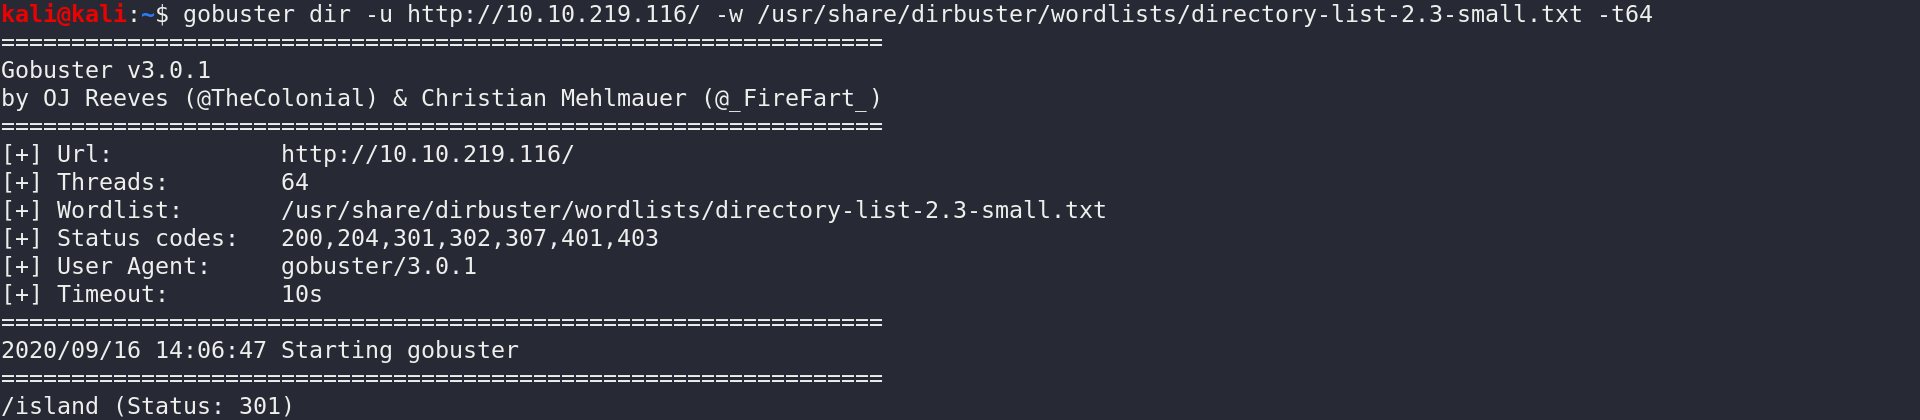 kali@kali:~$ gobuster dir -u http://10.10.219.116/ -w /usr/share/dirbuster/wordlists/directory-list-2.3-small.txt -t64
===============================================================
Gobuster v3.0.1
by OJ Reeves (@TheColonial) & Christian Mehlmauer (@_FireFart_)
===============================================================
[+] Url:            http://10.10.219.116/
[+] Threads:        64
[+] Wordlist:       /usr/share/dirbuster/wordlists/directory-list-2.3-small.txt
[+] Status codes:   200,204,301,302,307,401,403
[+] User Agent:     gobuster/3.0.1
[+] Timeout:        10s
===============================================================
2020/09/16 14:06:47 Starting gobuster
===============================================================
/island (Status: 301)